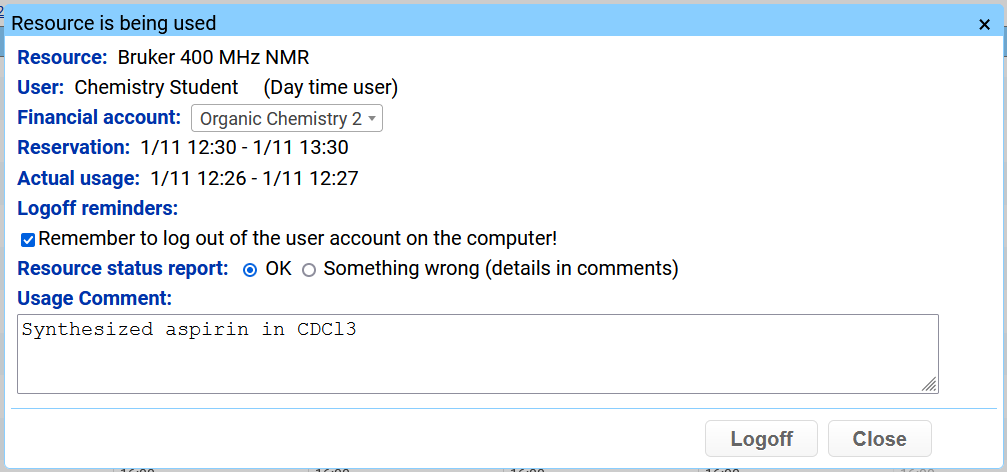 Resource is being used ×
Resource: Bruker 400 MHz NMR
User: Chemistry Student (Day time user)
Financial account: Organic Chemistry 2
Reservation: 1/11 12:30 - 1/11 13:30
Actual usage: 1/11 12:26 - 1/11 12:27
Logoff reminders:
Remember to log out of the user account on the computer!
Resource status report: OK Something wrong (details in comments)
Usage Comment:
Synthesized aspirin in CDCl3
Logoff Close